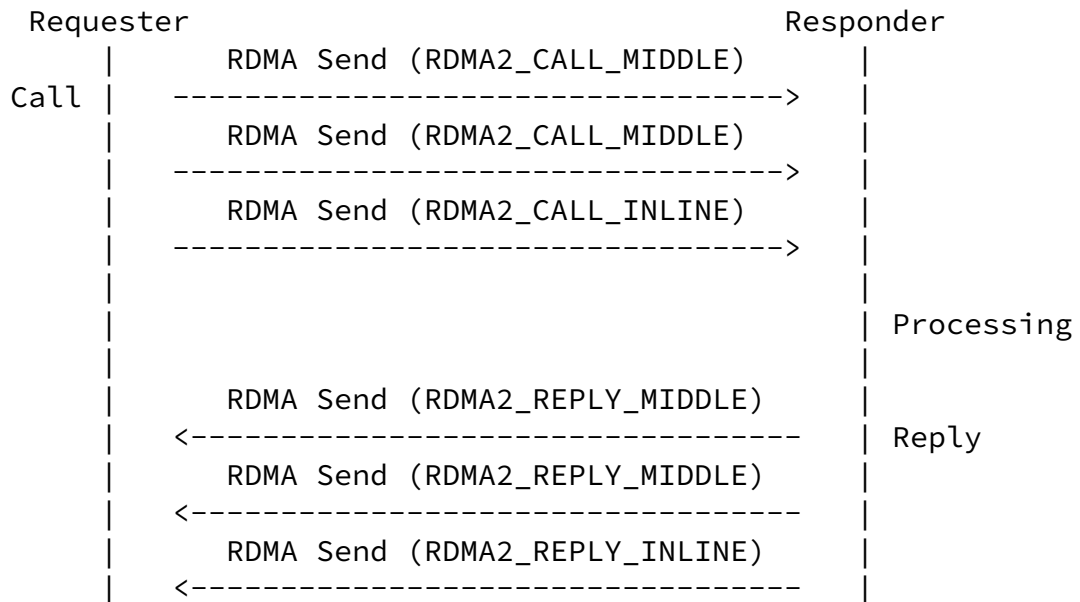 Requester Responder
RDMA Send (RDMA2_CALL_MIDDLE)
Call
RDMA Send (RDMA2_CALL_MIDDLE)
RDMA Send (RDMA2_CALL_INLINE)
Processing
RDMA Send (RDMA2_REPLY_MIDDLE)
Reply
RDMA Send (RDMA2_REPLY_MIDDLE)
RDMA Send (RDMA2_REPLY_INLINE)